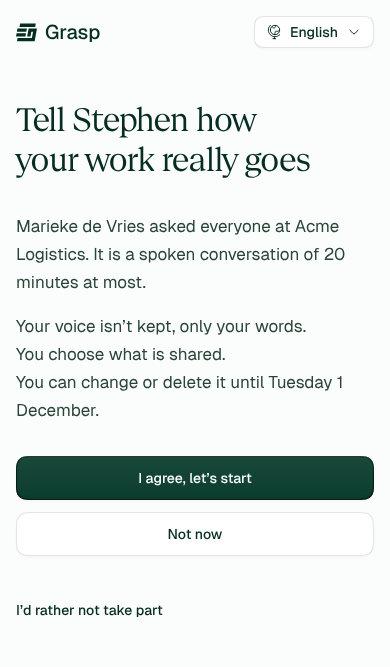 Grasp
English
Tell Stephen how
your work really goes
Marieke de Vries asked everyone at Acme
Logistics. It is a spoken conversation of 20
minutes at most.
Your voice isn’t kept, only your words.
You choose what is shared.
You can change or delete it until Tuesday 1
December.
I agree, let’s start
Not now
I’d rather not take part